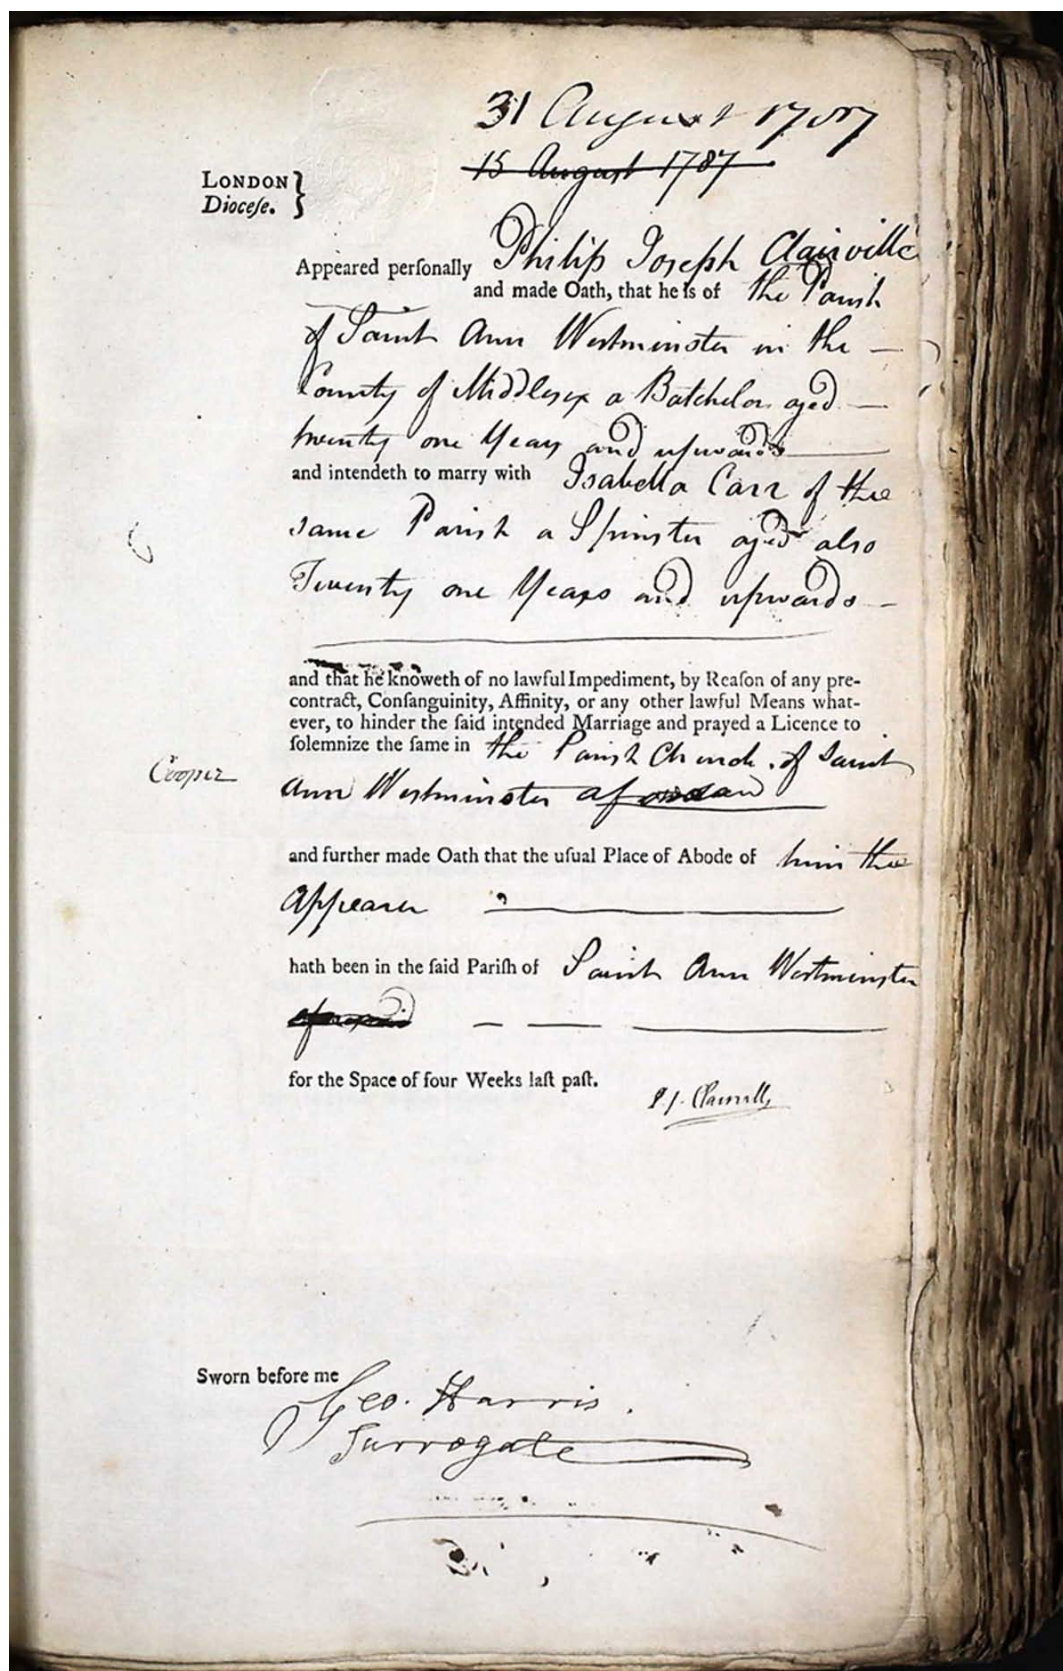 31 August 1787
15 August 1787
LONDON
Dioceſe.
Philip Joseph Clairville
Appeared perſonally
and made Oath, that he is of the Parish
of Saint Ann Westminster in the
County of Middlesex a Batchelor aged
twenty one Years and upwards
and intendeth to marry with Isabella Carr of the
same Parish a Spinster aged also
Twenty one Years and upwards
and that he knoweth of no lawful Impediment, by Reaſon of any pre-
contract, Conſanguinity, Affinity, or any other lawful Means what-
ever, to hinder the ſaid intended Marriage and prayed a Licence to
ſolemnize the ſame in the Parish Church of Saint
Cooper
Ann Westminster
and further made Oath that the uſual Place of Abode of him the
Appearer
hath been in the ſaid Pariſh of Saint Ann Westminster
for the Space of four Weeks laſt paſt.
P. J. Clairville
Sworn before me
Geo. Harris.
Surrogate